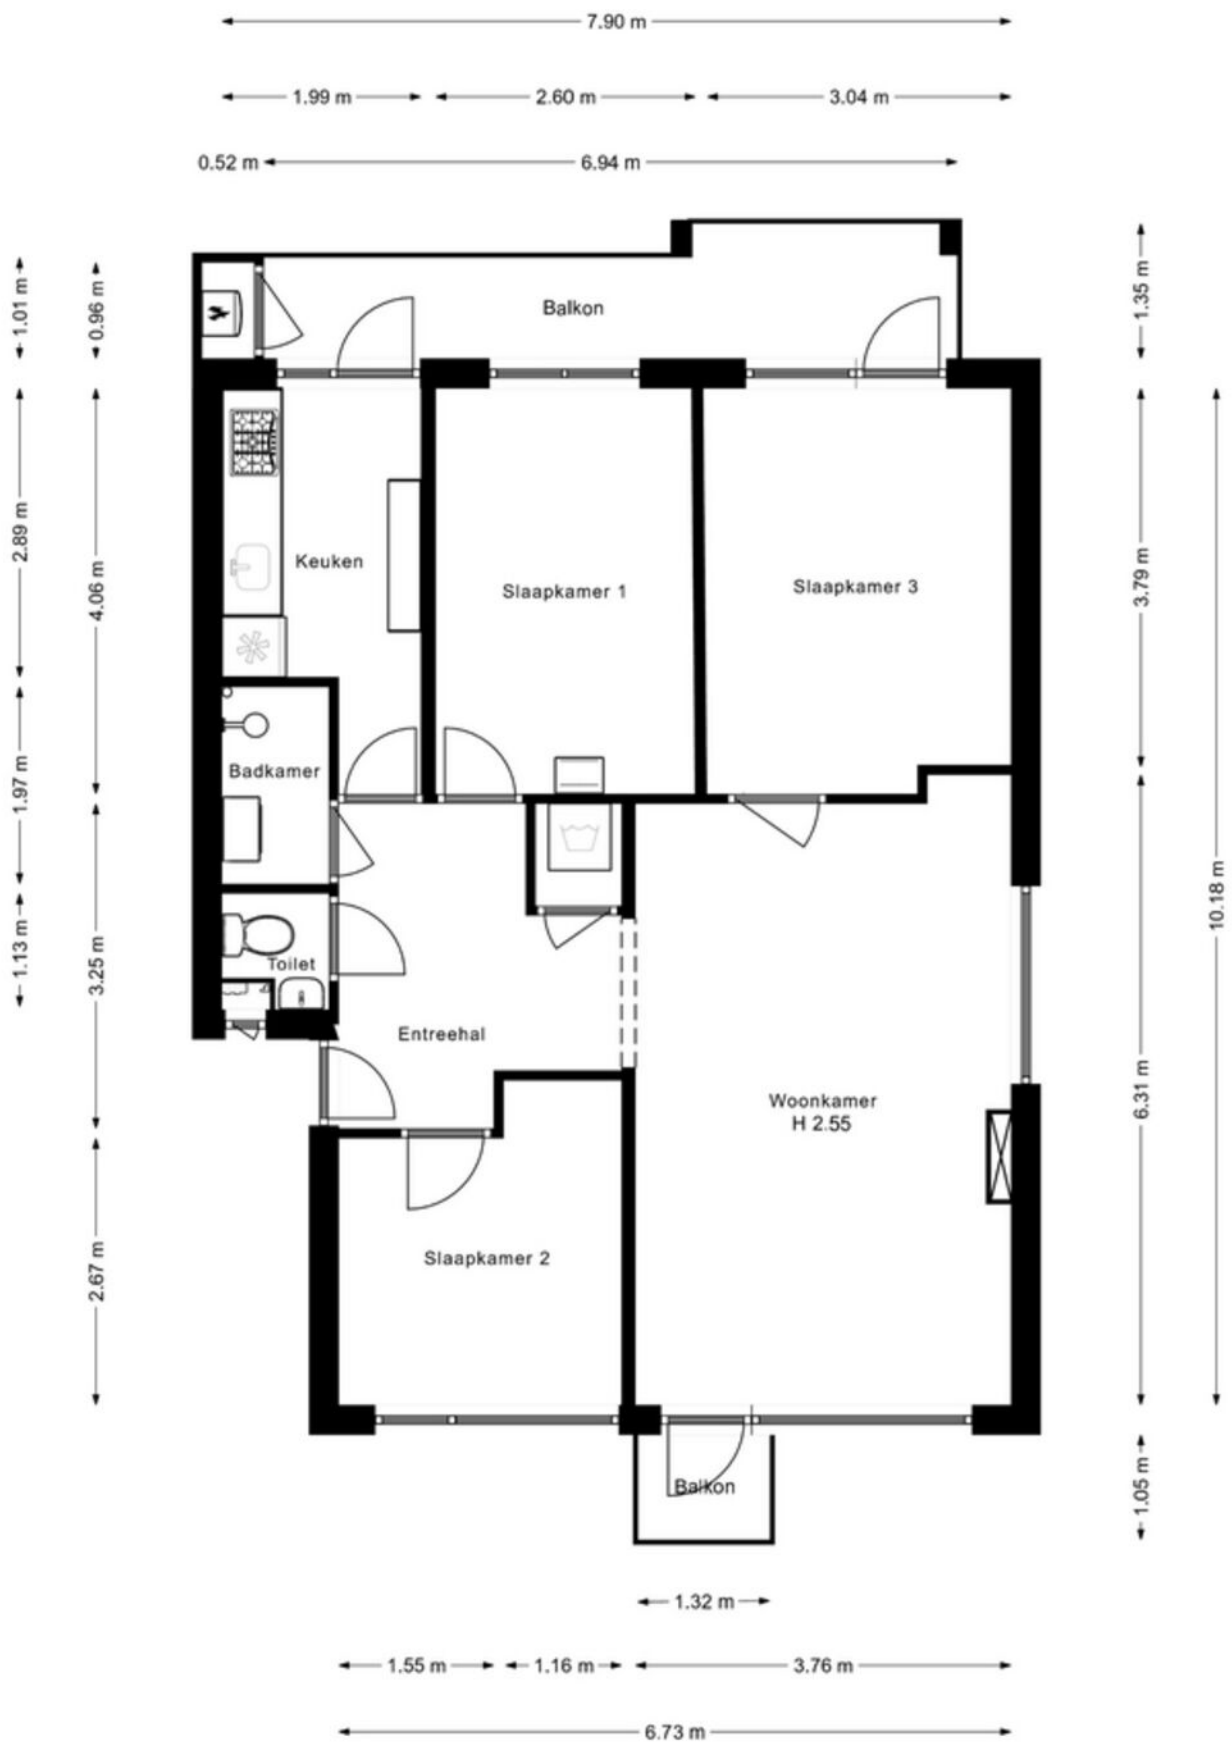 7.90 m
1.99 m
2.60 m
3.04 m
0.52 m
6.94 m
1.01 m
0.96 m
1.35 m
Balkon
2.89 m
4.06 m
3.79 m
10.18 m
Keuken
Slaapkamer 1
Slaapkamer 3
1.97 m
Badkamer
1.13 m
3.25 m
Toilet
Entreehal
6.31 m
Woonkamer
H 2.55
2.67 m
Slaapkamer 2
Balkon
1.05 m
1.32 m
1.55 m
1.16 m
3.76 m
6.73 m